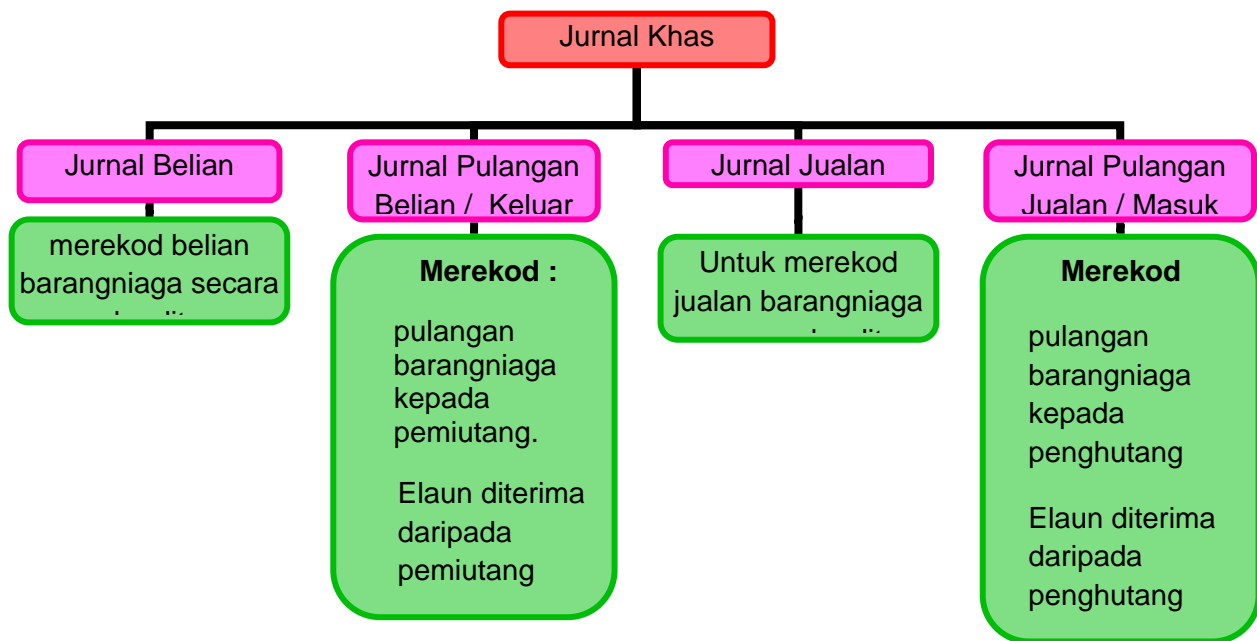 Jurnal Khas
Jurnal Belian
merekod belian
barangniaga secara
Jurnal Pulangan
Belian / Keluar
Merekod :
pulangan
barangniaga
kepada
pemiutang.
Elaun diterima
daripada
pemiutang
Jurnal Jualan
Untuk merekod
jualan barangniaga
Jurnal Pulangan
Jualan / Masuk
Merekod
pulangan
barangniaga
kepada
penghutang
Elaun diterima
daripada
penghutang